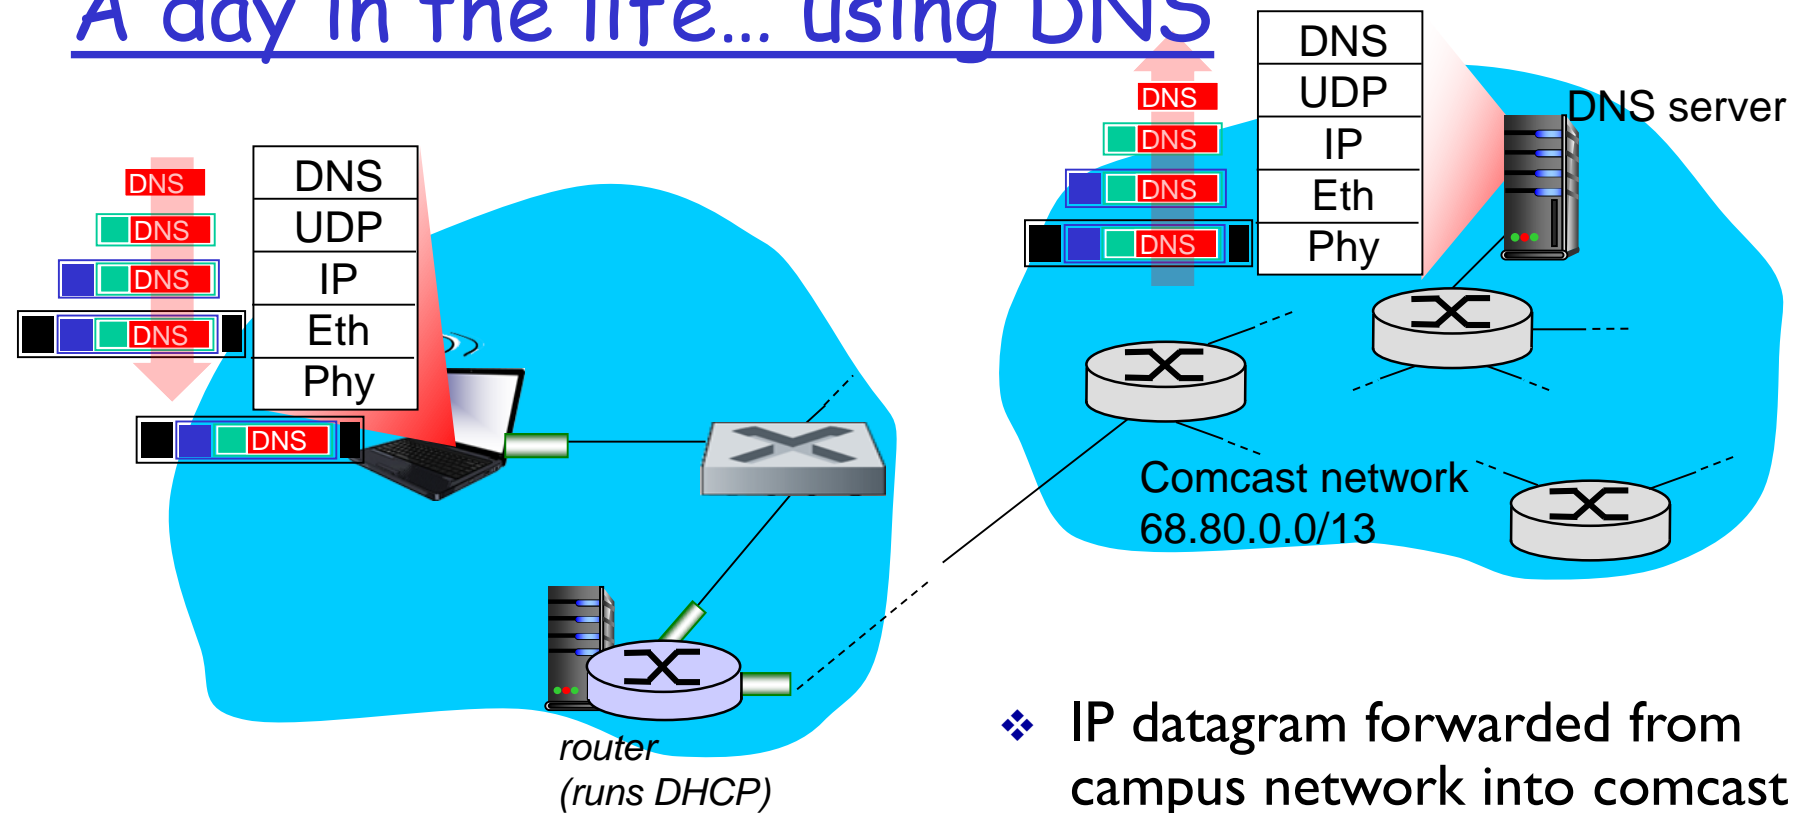 A day in the life… using DNS
DNS
DNS
DNS
DNS
DNS
DNS
UDP
IP
Eth
Phy
DNS
DNS
DNS
DNS
DNS
UDP
IP
Eth
Phy
DNS server
Comcast network
68.80.0.0/13
router
(runs DHCP)
❖ IP datagram forwarded from
campus network into comcast